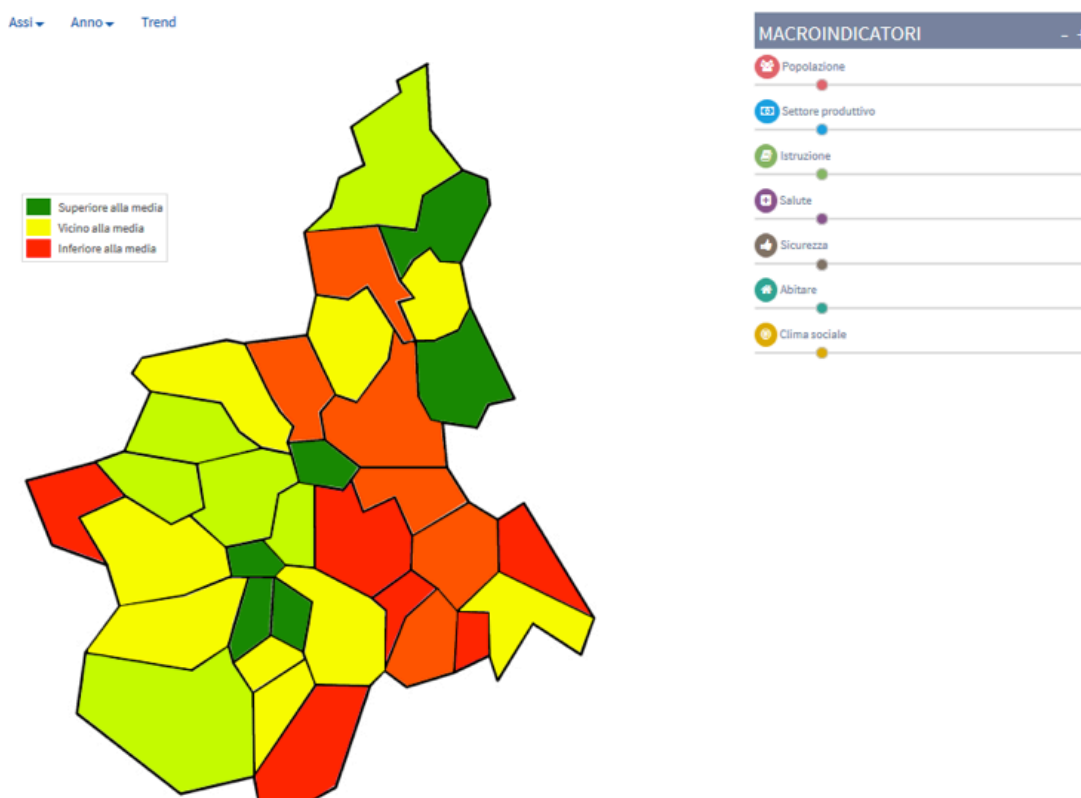 Assi Anno Trend
MACROINDICATORI - +
Popolazione
Settore produttivo
Istruzione
Salute
Sicurezza
Abitare
Clima sociale
Superiore alla media
Vicino alla media
Inferiore alla media